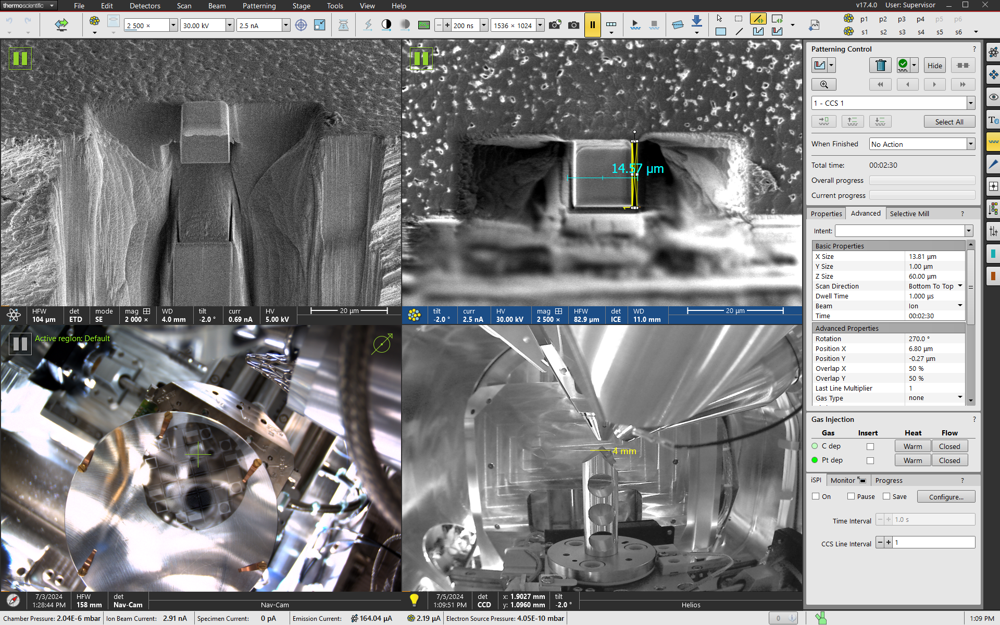 thermoscientific
File Edit Detectors Scan Beam Patterning Stage Tools View Help
v17.4.0 User: Supervisor
2 500 × 30.00 kV 2.5 nA 200 ns 1536 × 1024
p1 p2 p3 p4 p5 p6
s1 s2 s3 s4 s5 s6
14.57 µm
1
HFW det mode mag WD tilt curr HV
104 µm ETD SE 2 000 × 4.0 mm -2.0 ° 0.69 nA 5.00 kV
20 µm
tilt curr HV mag HFW det WD
-2.0 ° 2.5 nA 30.00 kV 2 500 × 82.9 µm ICE 11.0 mm
20 µm
Active region: Default
4 mm
7/3/2024 HFW det
1:28:44 PM 158 mm Nav-Cam
Nav-Cam
7/5/2024 det x: 1.9027 mm tilt
1:09:51 PM CCD y: 1.0960 mm -2.0 °
Helios
Patterning Control ?
Hide
1 - CCS 1
Select All
When Finished No Action
Total time: 00:02:30
Overall progress
Current progress
Properties Advanced Selective Mill ?
Intent:
Basic Properties
X Size 13.81 µm
Y Size 1.00 µm
Z Size 60.00 µm
Scan Direction Bottom To Top
Dwell Time 1.000 µs
Beam Ion
Time 00:02:30
Advanced Properties
Rotation 270.0 °
Position X 6.80 µm
Position Y -0.27 µm
Overlap X 50 %
Overlap Y 50 %
Last Line Multiplier 1
Gas Type none
Gas Injection ?
Gas Insert Heat Flow
C dep Warm Closed
Pt dep Warm Closed
iSPI Monitor Progress ?
On Pause Save Configure...
Time Interval 1.0 s
CCS Line Interval 1
Chamber Pressure: 2.04E-6 mbar Ion Beam Current: 2.91 nA Specimen Current: 0 pA Emission Current: 164.04 µA 2.19 µA Electron Source Pressure: 4.05E-10 mbar 0 1:09 PM